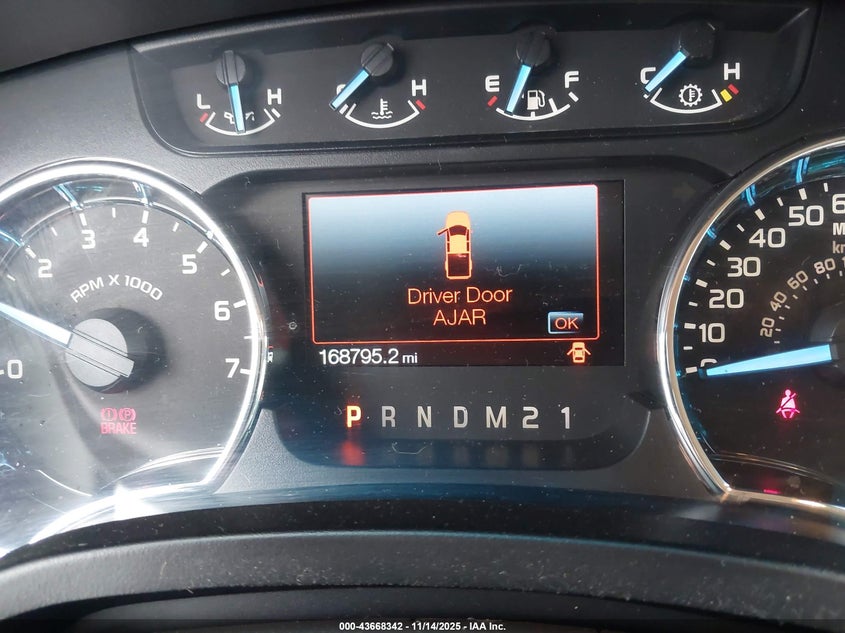 L H C H E F C H
2 3 4 5 6 7
RPM X 1000
0
BRAKE
Driver Door
AJAR
OK
168795.2 mi
P R N D M 2 1
0 10 20 30 40 50
20 40 60 80
000-43668342 - 11/14/2025 - IAA Inc.